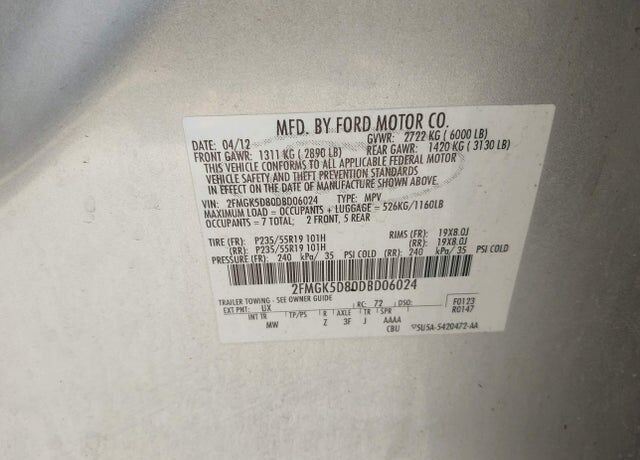 MFD. BY FORD MOTOR CO.
DATE: 04/12 GVWR: 2722 KG ( 6000 LB)
FRONT GAWR: 1311 KG ( 2890 LB) REAR GAWR: 1420 KG ( 3130 LB)
THIS VEHICLE CONFORMS TO ALL APPLICABLE FEDERAL MOTOR
VEHICLE SAFETY AND THEFT PREVENTION STANDARDS
IN EFFECT ON THE DATE OF MANUFACTURE SHOWN ABOVE.
VIN: 2FMGK5D80DBD06024 TYPE: MPV
MAXIMUM LOAD = OCCUPANTS + LUGGAGE = 526KG/1160LB
OCCUPANTS = 7 TOTAL; 2 FRONT, 5 REAR
TIRE (FR): P235/55R19 101H RIMS (FR): 19X8.0J
(RR): P235/55R19 101H (RR): 19X8.0J
PRESSURE (FR): 240 kPa/ 35 PSI COLD (RR): 240 kPa/ 35 PSI COLD
2FMGK5D80DBD06024
TRAILER TOWING - SEE OWNER GUIDE RC: 72 DSO: F0123
EXT PNT: UX R0147
INT TR TP/PS R AXLE TR SPR
MW Z 3F J AAAA
CBU 5U5A-5420472-AA